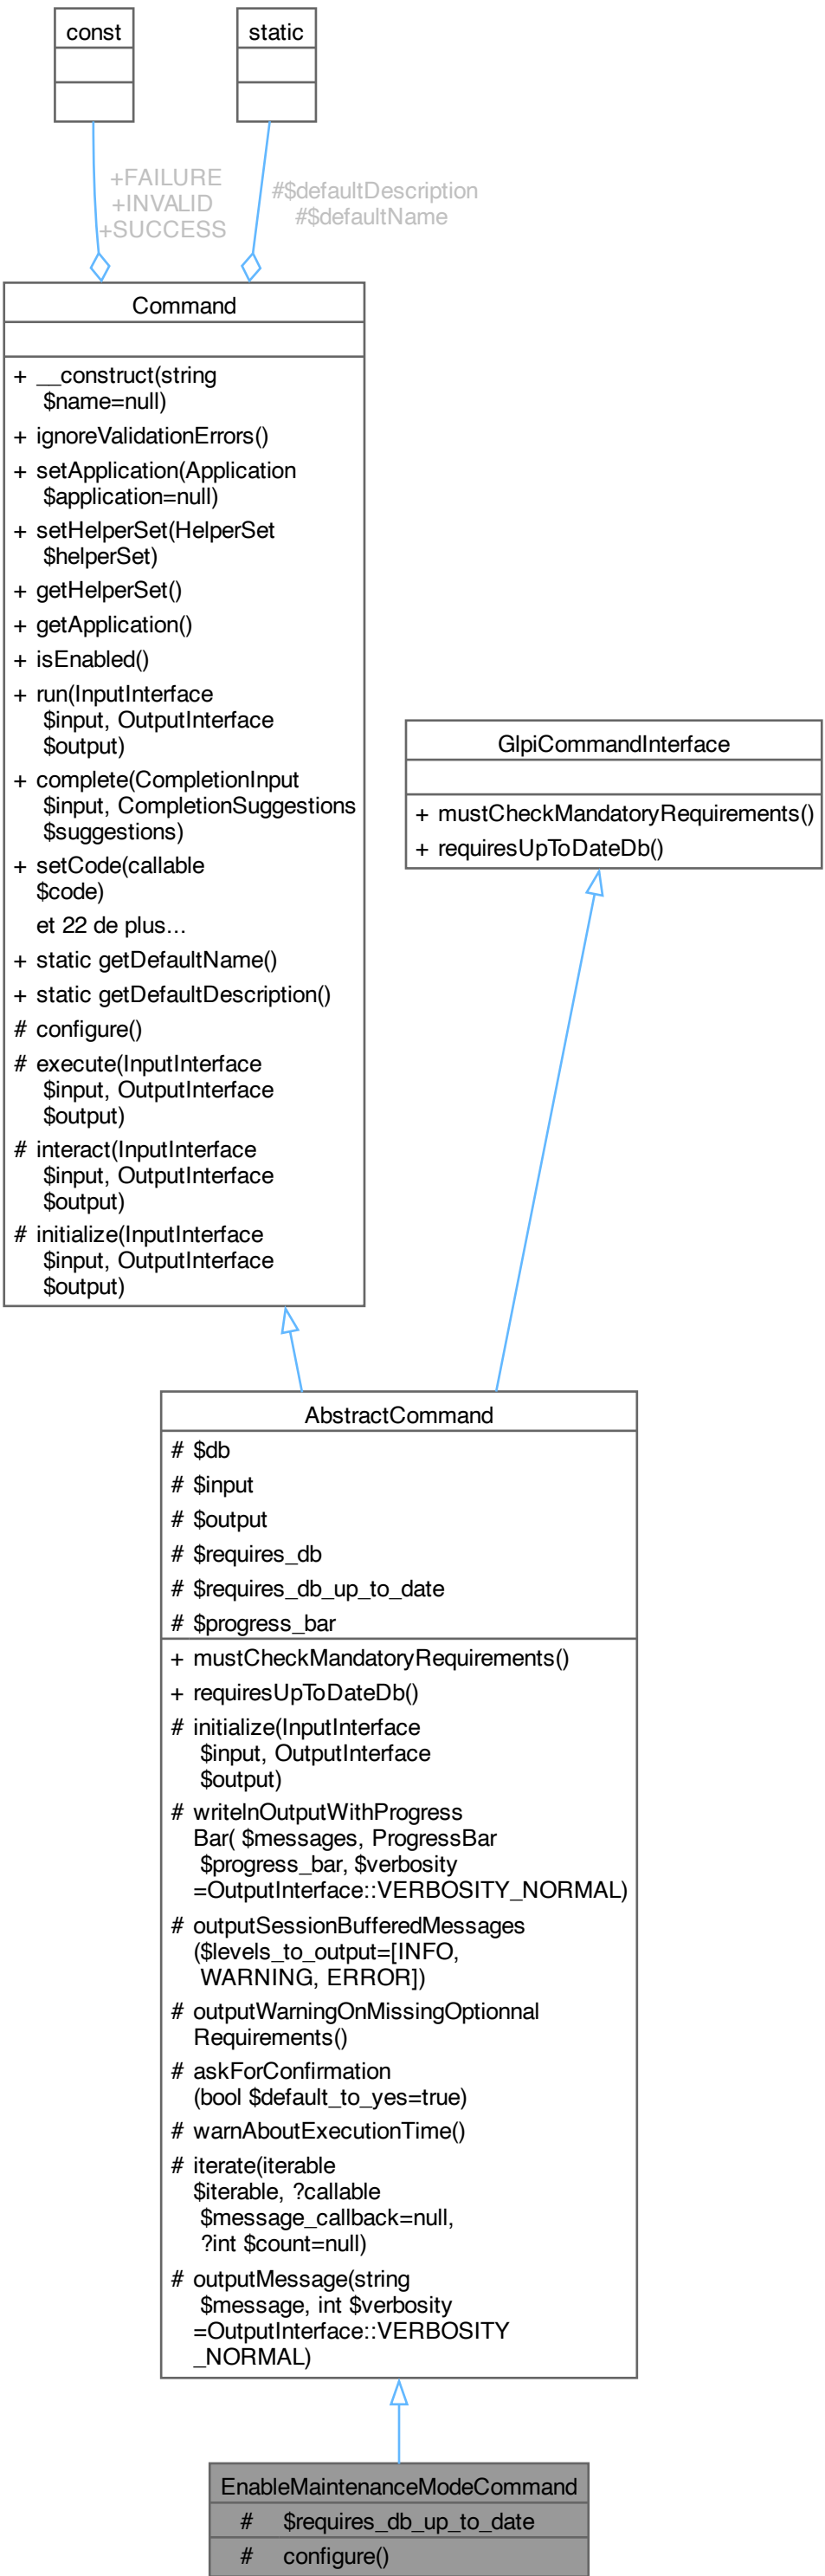 const
static
+FAILURE
+INVALID
+SUCCESS
#$defaultDescription
#$defaultName
Command
+ __construct(string
$name=null)
+ ignoreValidationErrors()
+ setApplication(Application
$application=null)
+ setHelperSet(HelperSet
$helperSet)
+ getHelperSet()
+ getApplication()
+ isEnabled()
+ run(InputInterface
$input, OutputInterface
$output)
+ complete(CompletionInput
$input, CompletionSuggestions
$suggestions)
+ setCode(callable
$code)
et 22 de plus...
+ static getDefaultName()
+ static getDefaultDescription()
# configure()
# execute(InputInterface
$input, OutputInterface
$output)
# interact(InputInterface
$input, OutputInterface
$output)
# initialize(InputInterface
$input, OutputInterface
$output)
GlpiCommandInterface
+ mustCheckMandatoryRequirements()
+ requiresUpToDateDb()
AbstractCommand
# $db
# $input
# $output
# $requires_db
# $requires_db_up_to_date
# $progress_bar
+ mustCheckMandatoryRequirements()
+ requiresUpToDateDb()
# initialize(InputInterface
$input, OutputInterface
$output)
# writelnOutputWithProgress
Bar( $messages, ProgressBar
$progress_bar, $verbosity
=OutputInterface::VERBOSITY_NORMAL)
# outputSessionBufferedMessages
($levels_to_output=[INFO,
WARNING, ERROR])
# outputWarningOnMissingOptionnal
Requirements()
# askForConfirmation
(bool $default_to_yes=true)
# warnAboutExecutionTime()
# iterate(iterable
$iterable, ?callable
$message_callback=null,
?int $count=null)
# outputMessage(string
$message, int $verbosity
=OutputInterface::VERBOSITY
_NORMAL)
EnableMaintenanceModeCommand
# $requires_db_up_to_date
# configure()